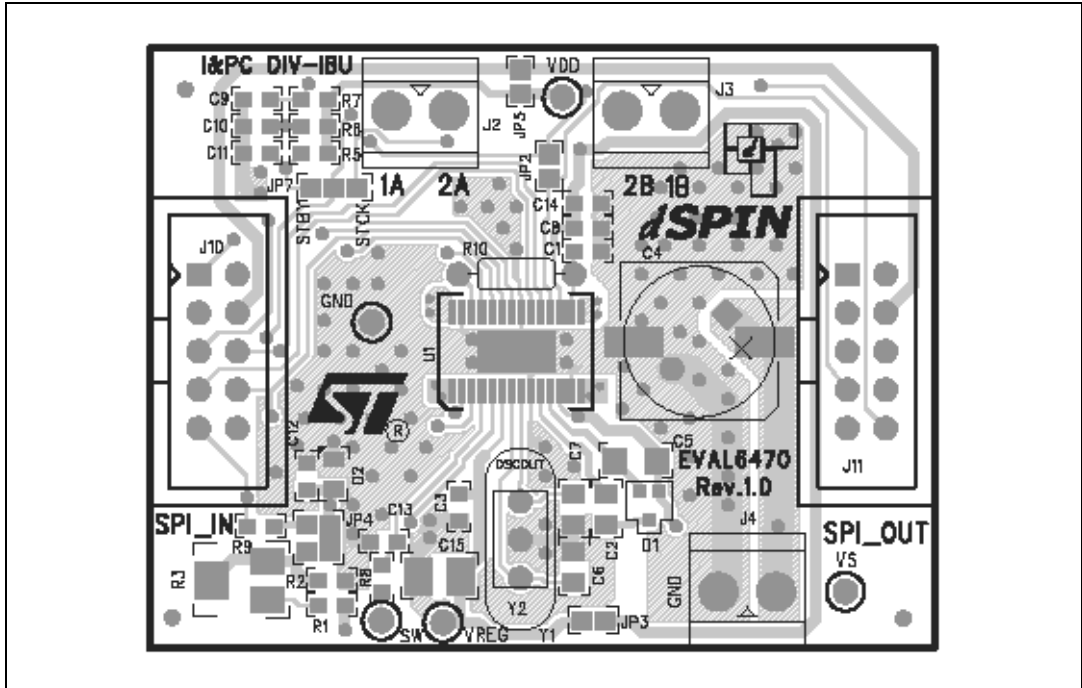 I&PC DIV-IBU
VDD
C9
R7
J3
C10
R6
J2
JP5
C11
R5
JP2
JP7
1A
2A
2B 1B
C14
STBY
STCK
C8
dSPIN
J10
R10
C1
C4
GND
U1
ST
®
C12
D2
OSCOUT
C7
C5
EVAL6470
J11
Rev.1.0
C3
SPI_IN
JP4
C13
J4
SPI_OUT
R9
C15
C2
D1
R3
R2
R8
C6
GND
VS
R1
Y2
SW
VREG
Y1
JP3